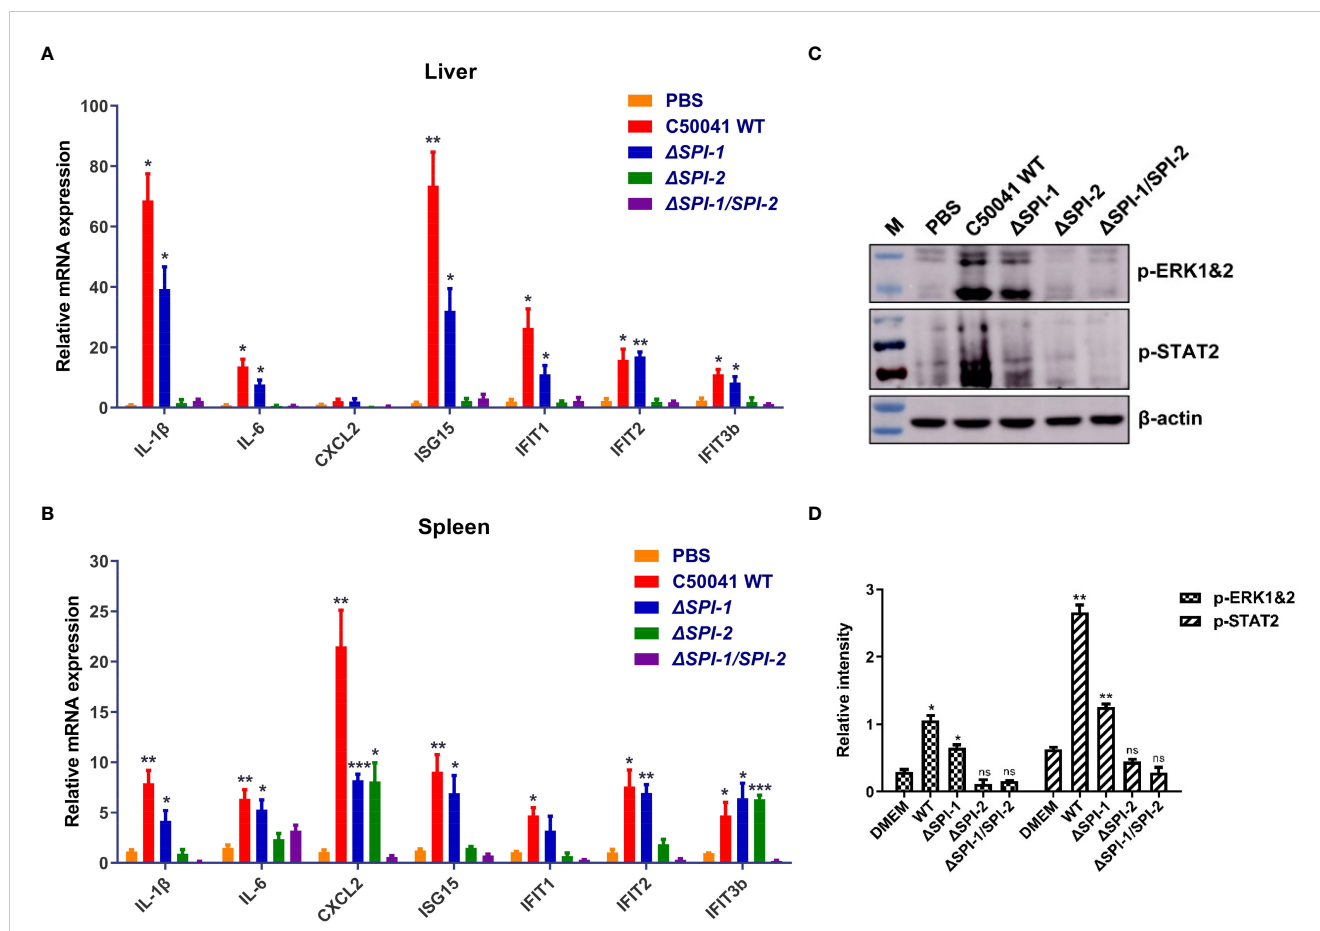 A
Liver
Relative mRNA expression
100
80
60
40
20
0
PBS
C50041 WT
ΔSPI-1
ΔSPI-2
ΔSPI-1/SPI-2
* * * * ** * * * * ** * *
IL-1β IL-6 CXCL2 ISG15 IFIT1 IFIT2 IFIT3b
B
Spleen
Relative mRNA expression
30
25
20
15
10
5
0
PBS
C50041 WT
ΔSPI-1
ΔSPI-2
ΔSPI-1/SPI-2
** * ** * ** *** * ** * * * ** * * ***
IL-1β IL-6 CXCL2 ISG15 IFIT1 IFIT2 IFIT3b
C
M PBS C50041 WT ΔSPI-1 ΔSPI-2 ΔSPI-1/SPI-2
p-ERK1&2
p-STAT2
β-actin
D
Relative intensity
3
2
1
0
p-ERK1&2
p-STAT2
* * ns ns ** ** ns ns
DMEM WT ΔSPI-1 ΔSPI-2 ΔSPI-1/SPI-2 DMEM WT ΔSPI-1 ΔSPI-2 ΔSPI-1/SPI-2